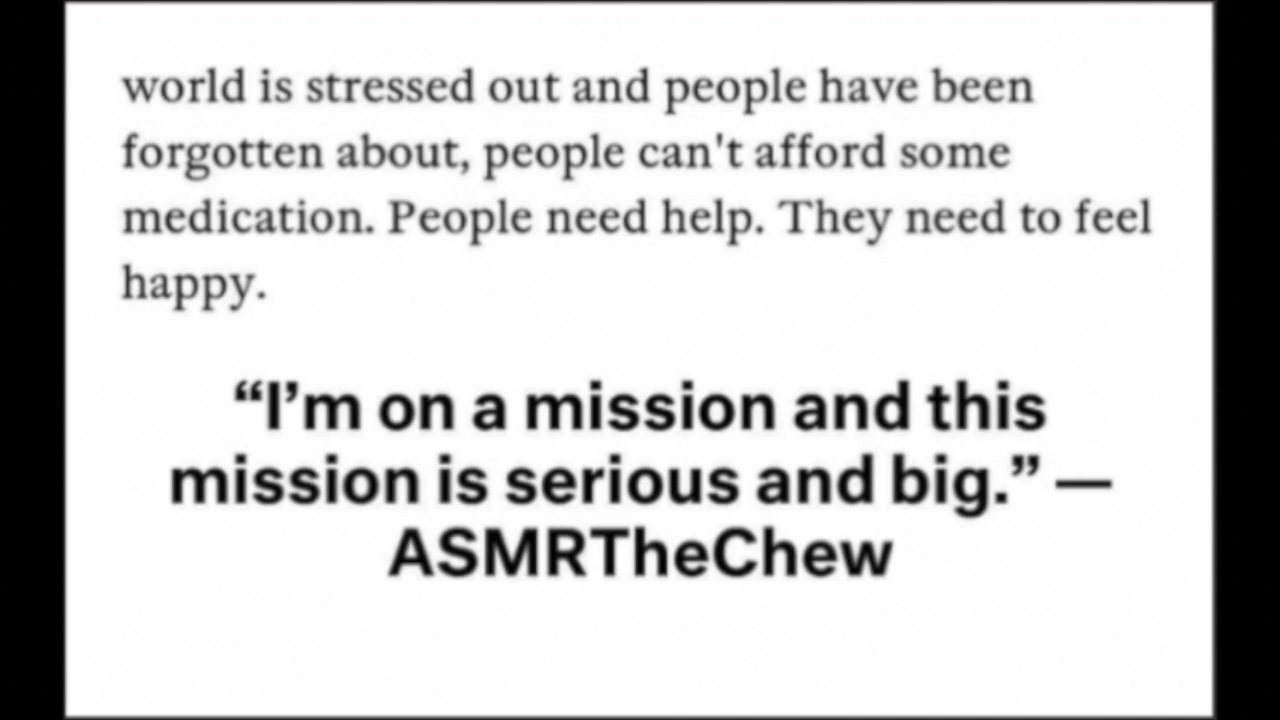 world is stressed out and people have been
forgotten about, people can't afford some
medication. People need help. They need to feel
happy.
“I’m on a mission and this
mission is serious and big.” —
ASMRTheChew